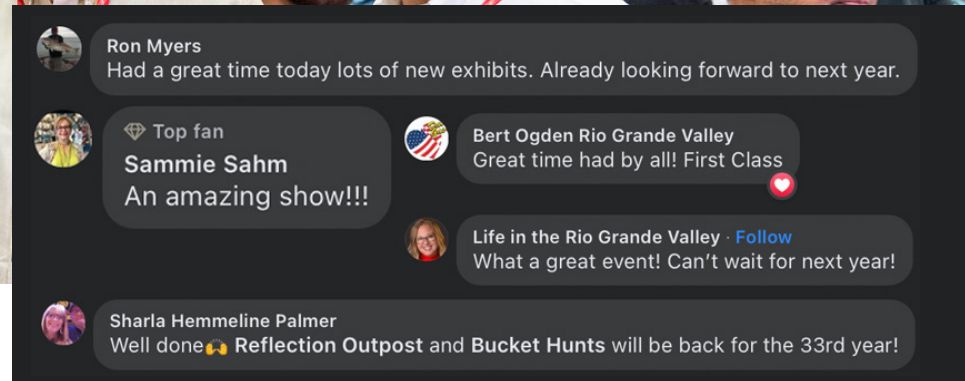 Ron Myers
Had a great time today lots of new exhibits. Already looking forward to next year.
Top fan
Sammie Sahm
An amazing show!!!
Bert Ogden Rio Grande Valley
Great time had by all! First Class
Life in the Rio Grande Valley · Follow
What a great event! Can't wait for next year!
Sharla Hemmeline Palmer
Well done🙌 Reflection Outpost and Bucket Hunts will be back for the 33rd year!